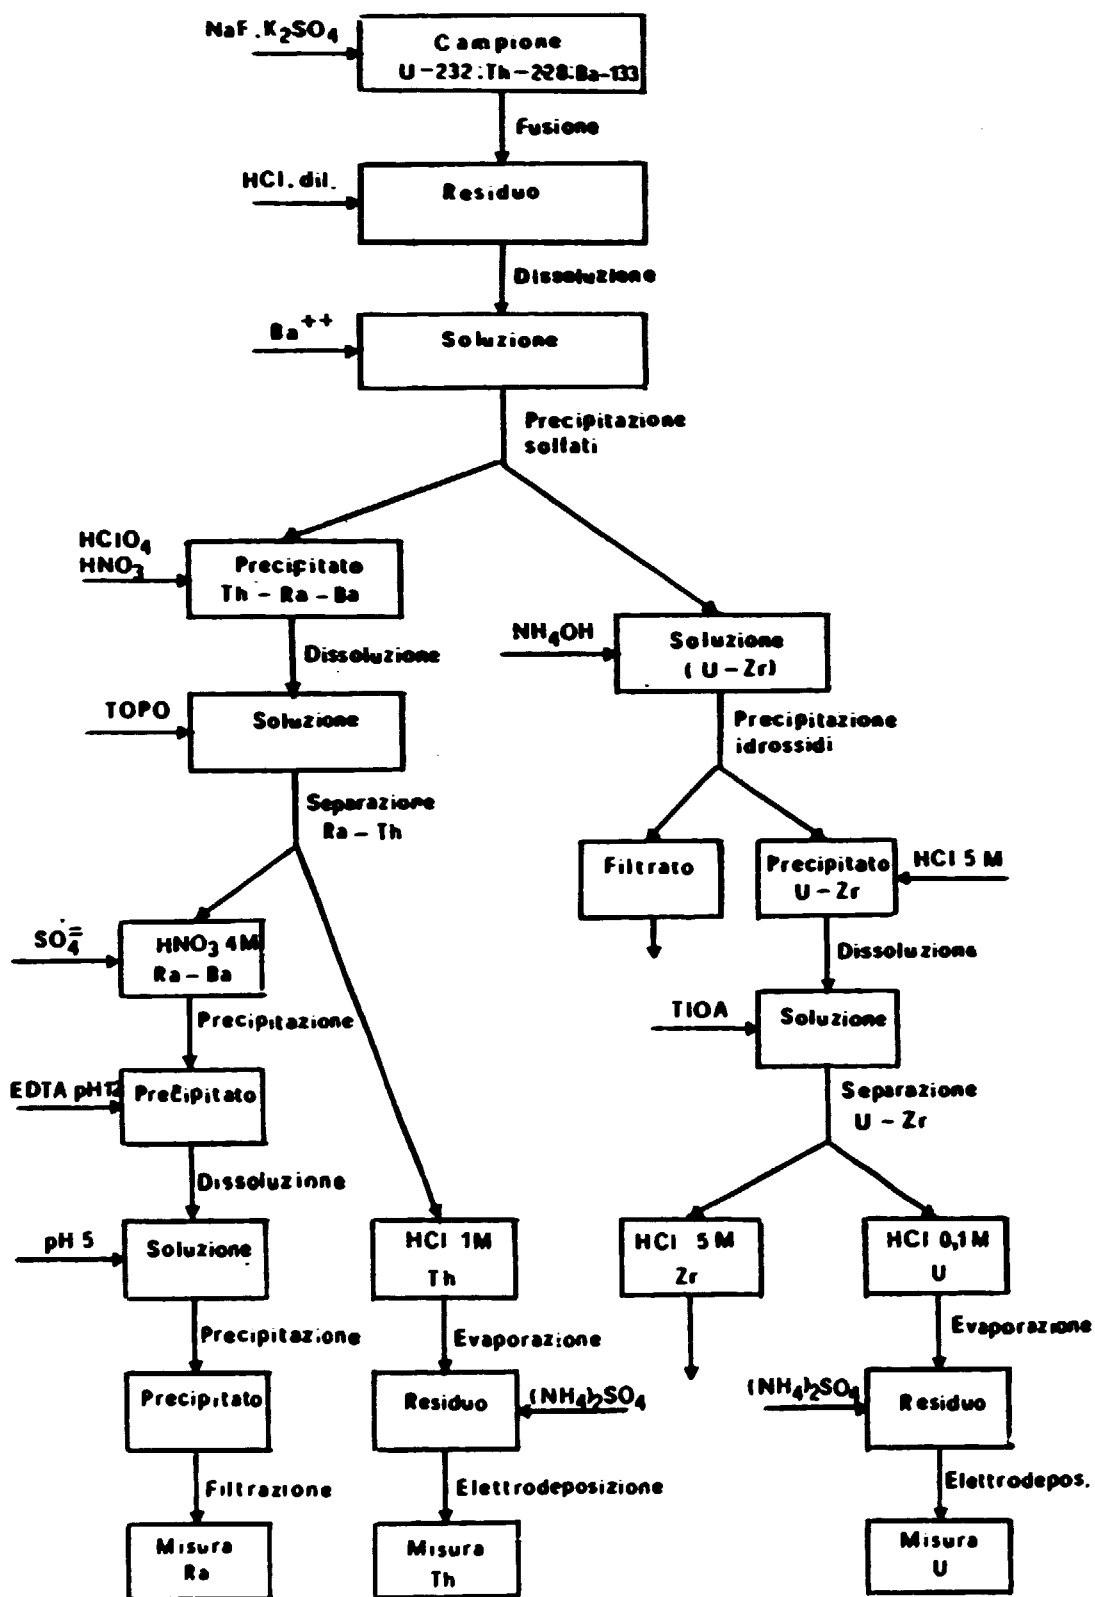 NaF.K2SO4
Campione
U-232:Th-228:Ba-133
Fusione
HCl.dil.
Residuo
Dissoluzione
Ba++
Soluzione
Precipitazione
solfati
HClO4
HNO3
Precipitato
Th - Ra - Ba
Dissoluzione
TOPO
Soluzione
Separazione
Ra - Th
SO4=
HNO3 4M
Ra - Ba
Precipitazione
EDTA pH12
Precipitato
Dissoluzione
pH 5
Soluzione
Precipitazione
Precipitato
Filtrazione
Misura
Ra
HCl 1M
Th
Evaporazione
Residuo
(NH4)2SO4
Elettrodeposizione
Misura
Th
NH4OH
Soluzione
(U-Zr)
Precipitazione
idrossidi
Filtrato
Precipitato
U-Zr
HCl 5M
Dissoluzione
TIOA
Soluzione
Separazione
U - Zr
HCl 5M
Zr
HCl 0,1M
U
Evaporazione
(NH4)2SO4
Residuo
Elettrodepos.
Misura
U